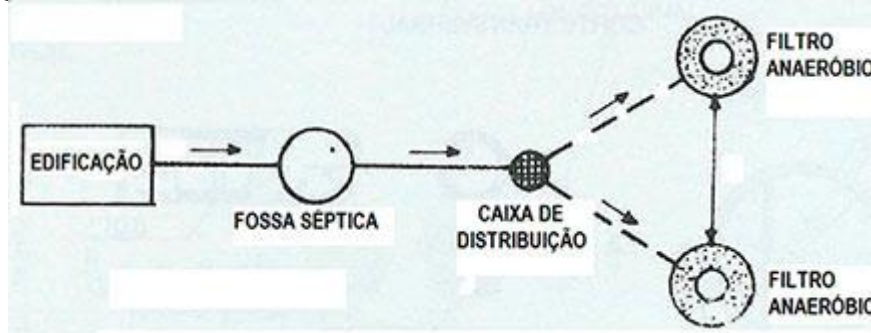 FILTRO
ANAERÓBIO
EDIFICAÇÃO
FOSSA SÉPTICA
CAIXA DE
DISTRIBUIÇÃO
FILTRO
ANAERÓBIO